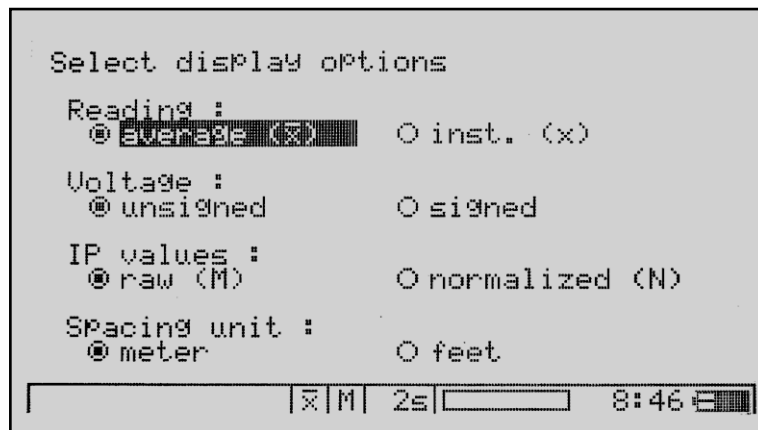 Select display options
Reading :
average (x̅) inst. (x)
Voltage :
unsigned signed
IP values :
raw (M) normalized (N)
Spacing unit :
meter feet
x̅ M 2s 8:46